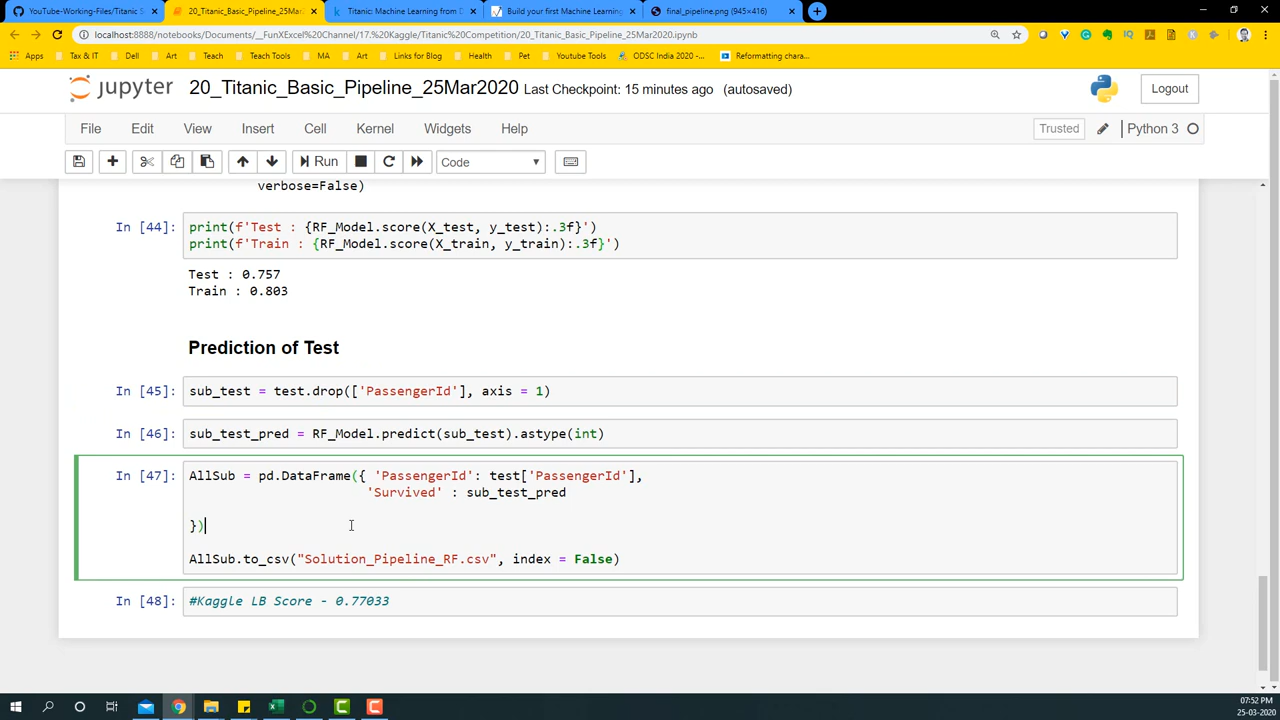 YouTube-Working-Files/Titanic S
20_Titanic_Basic_Pipeline_25Mar2
Titanic: Machine Learning from D
Build your first Machine Learning
final_pipeline.png (945×416)
localhost:8888/notebooks/Documents/__FunXExcel%20Channel/17.%20Kaggle/Titanic%20Competition/20_Titanic_Basic_Pipeline_25Mar2020.ipynb
Apps Tax & IT Dell Art Teach Teach Tools MA Art Links for Blog Health Pet Youtube Tools ODSC India 2020 -... Reformatting chara...
jupyter 20_Titanic_Basic_Pipeline_25Mar2020 Last Checkpoint: 15 minutes ago (autosaved) Logout
File Edit View Insert Cell Kernel Widgets Help Trusted Python 3
Run Code
verbose=False)
In [44]: print(f'Test : {RF_Model.score(X_test, y_test):.3f}')
print(f'Train : {RF_Model.score(X_train, y_train):.3f}')
Test : 0.757
Train : 0.803
Prediction of Test
In [45]: sub_test = test.drop(['PassengerId'], axis = 1)
In [46]: sub_test_pred = RF_Model.predict(sub_test).astype(int)
In [47]: AllSub = pd.DataFrame({ 'PassengerId': test['PassengerId'],
'Survived' : sub_test_pred
})
AllSub.to_csv("Solution_Pipeline_RF.csv", index = False)
In [48]: #Kaggle LB Score - 0.77033
07:52 PM
25-03-2020